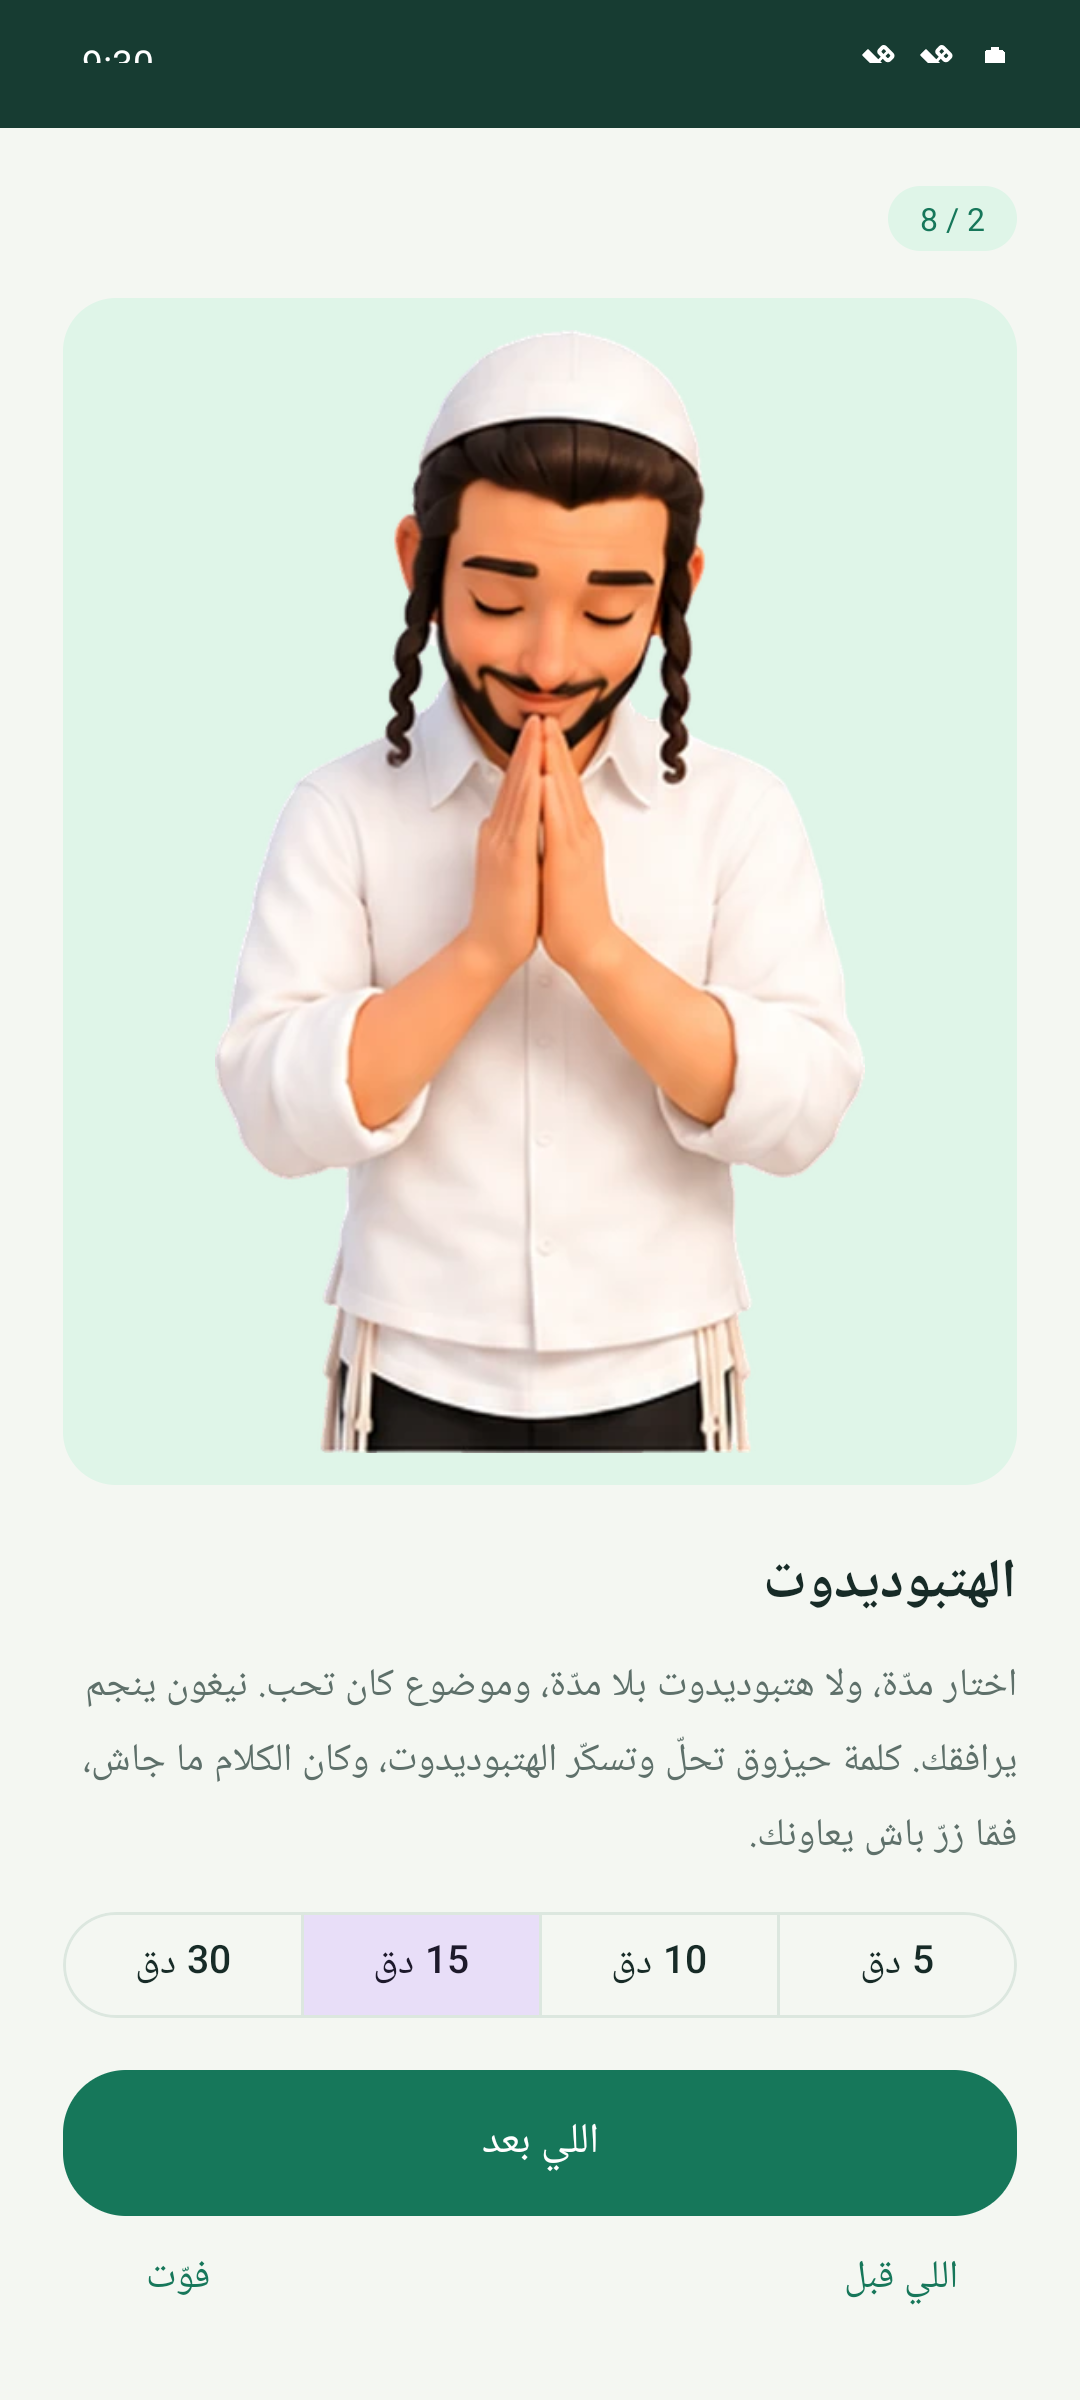 8 / 2
الهتبوديدوت
اختار مدّة، ولا هتبوديدوت بلا مدّة، وموضوع كان تحب. نيغون ينجم
يرافقك. كلمة حيزوق تحلّ وتسكّر الهتبوديدوت، وكان الكلام ما جاش،
فمّا زرّ باش يعاونك.
5 دق
10 دق
15 دق
30 دق
اللي بعد
اللي قبل
فوّت